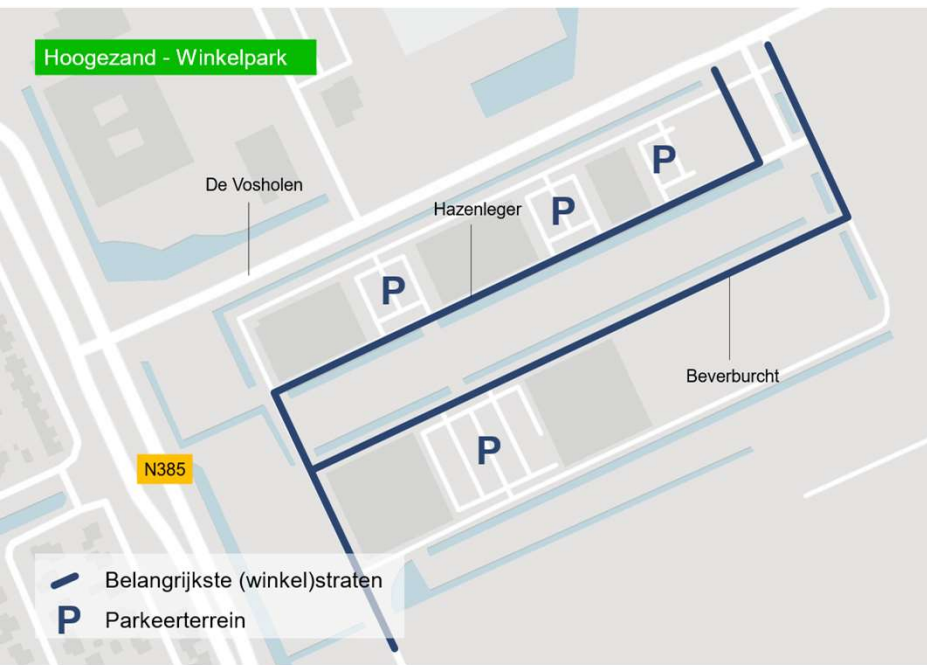 Hoogezand - Winkelpark
P
De Vosholen
P
Hazenleger
P
Beverburcht
P
N385
Belangrijkste (winkel)straten
P Parkeerterrein